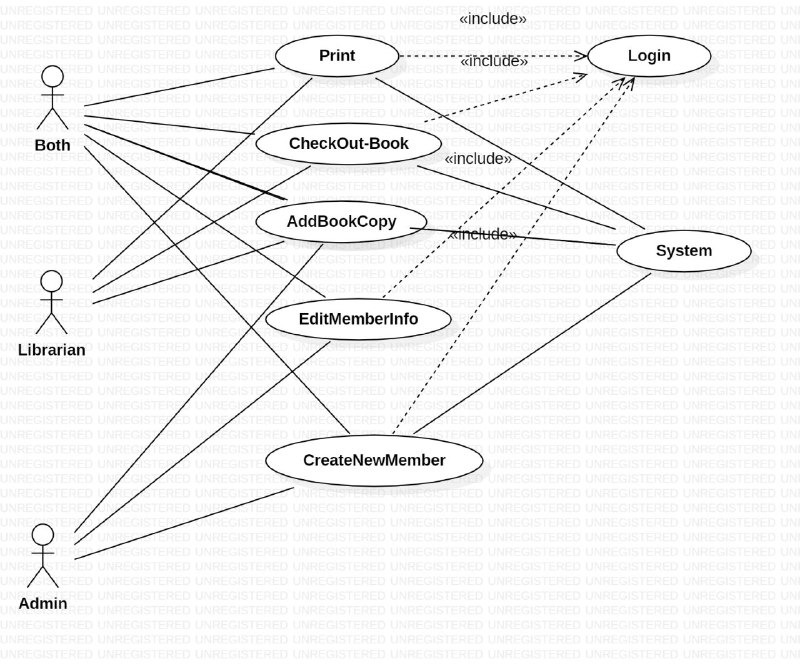 «include»
Print
Login
«include»
Both
CheckOut-Book
«include»
AddBookCopy
«include»
System
EditMemberInfo
Librarian
CreateNewMember
Admin
UNREGISTERED